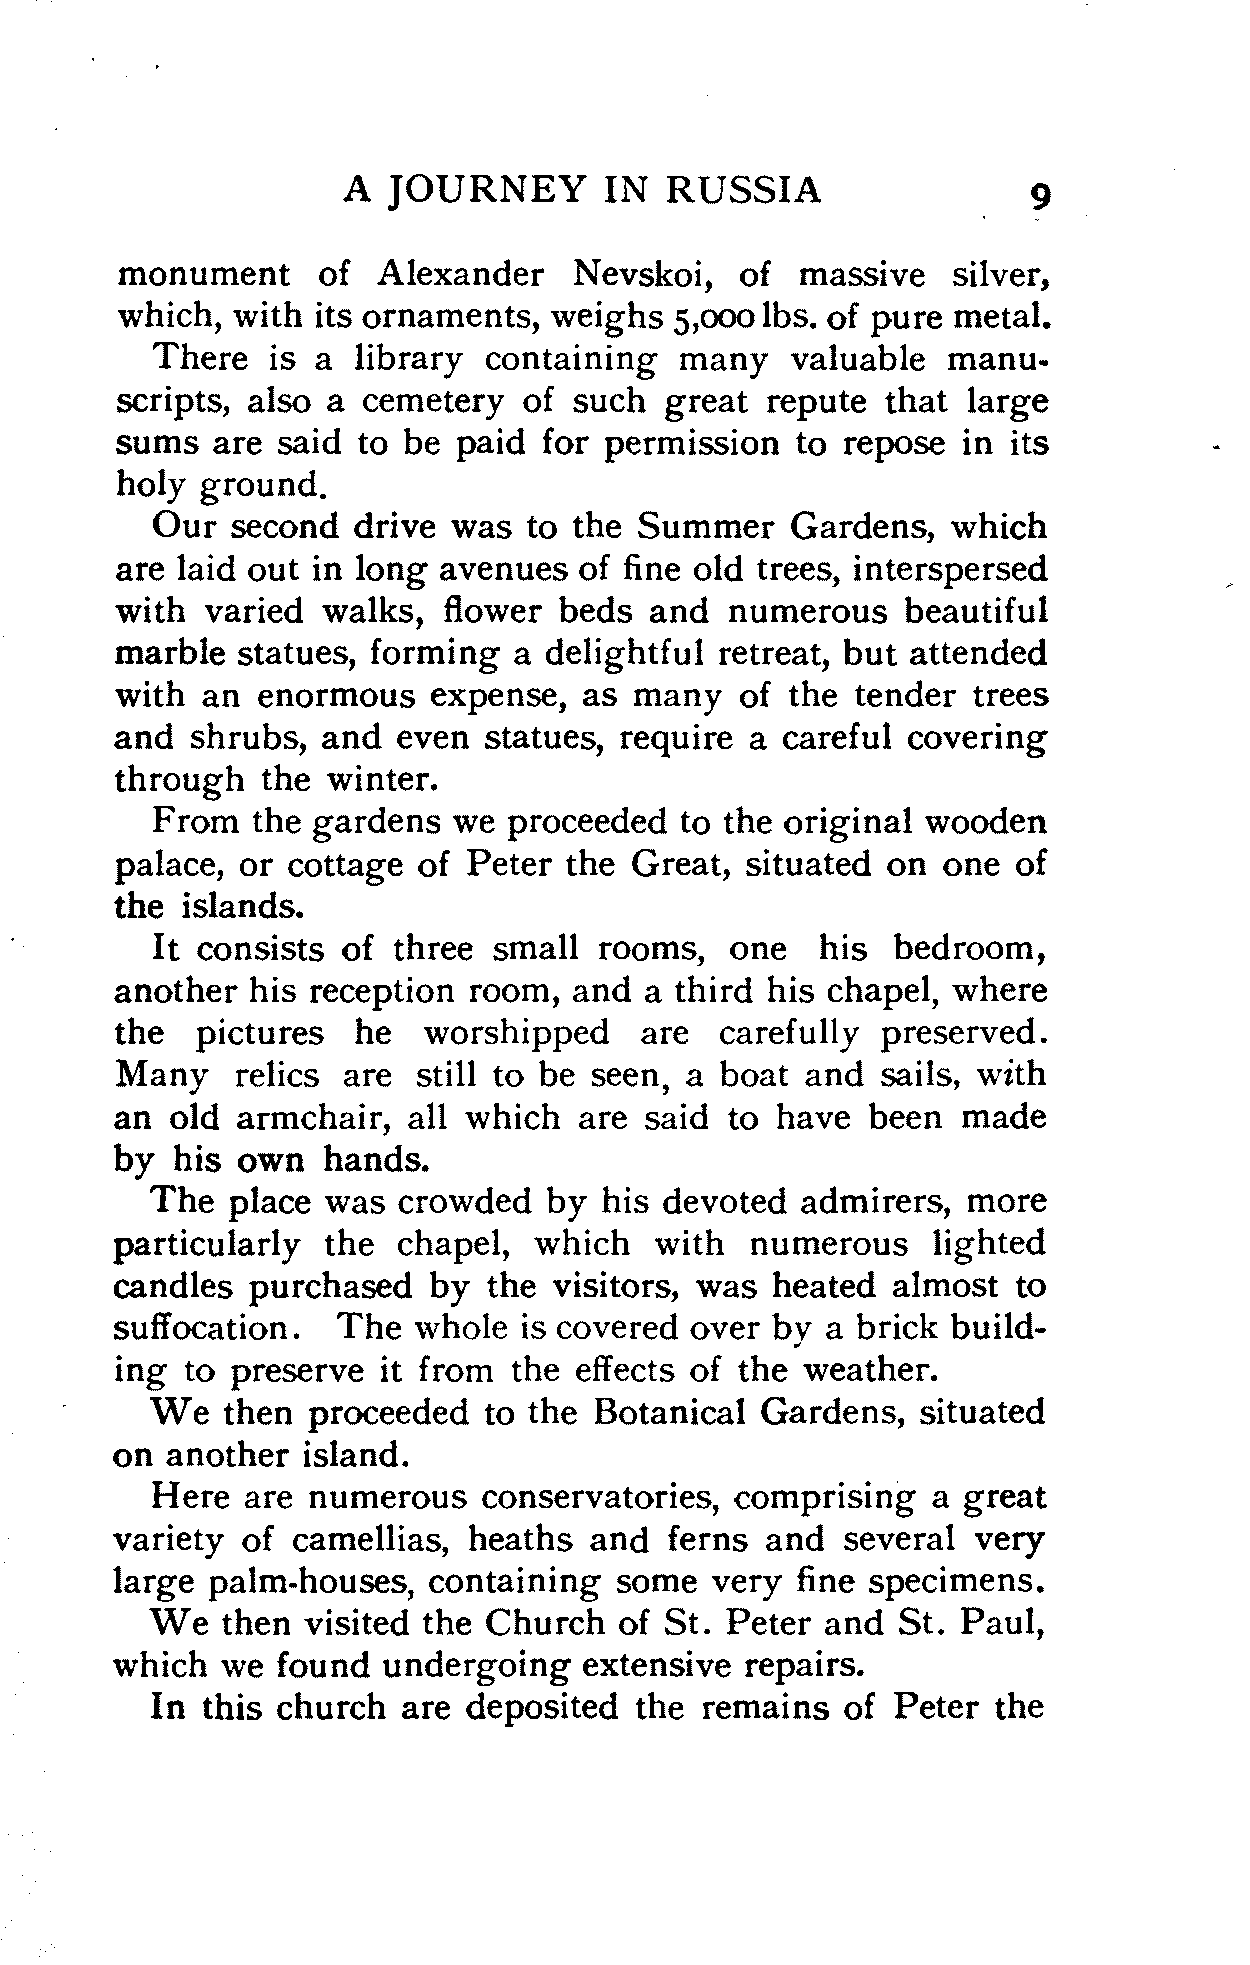 A JOURNEY IN RUSSIA 9
monument of Alexander Nevskoi, of massive silver,
which, with its ornaments, weighs 5,000 lbs. of pure metal.
There is a library containing many valuable manu-
scripts, also a cemetery of such great repute that large
sums are said to be paid for permission to repose in its
holy ground.
Our second drive was to the Summer Gardens, which
are laid out in long avenues of fine old trees, interspersed
with varied walks, flower beds and numerous beautiful
marble statues, forming a delightful retreat, but attended
with an enormous expense, as many of the tender trees
and shrubs, and even statues, require a careful covering
through the winter.
From the gardens we proceeded to the original wooden
palace, or cottage of Peter the Great, situated on one of
the islands.
It consists of three small rooms, one his bedroom,
another his reception room, and a third his chapel, where
the pictures he worshipped are carefully preserved.
Many relics are still to be seen, a boat and sails, with
an old armchair, all which are said to have been made
by his own hands.
The place was crowded by his devoted admirers, more
particularly the chapel, which with numerous lighted
candles purchased by the visitors, was heated almost to
suffocation. The whole is covered over by a brick build-
ing to preserve it from the effects of the weather.
We then proceeded to the Botanical Gardens, situated
on another island.
Here are numerous conservatories, comprising a great
variety of camellias, heaths and ferns and several very
large palm-houses, containing some very fine specimens.
We then visited the Church of St. Peter and St. Paul,
which we found undergoing extensive repairs.
In this church are deposited the remains of Peter the